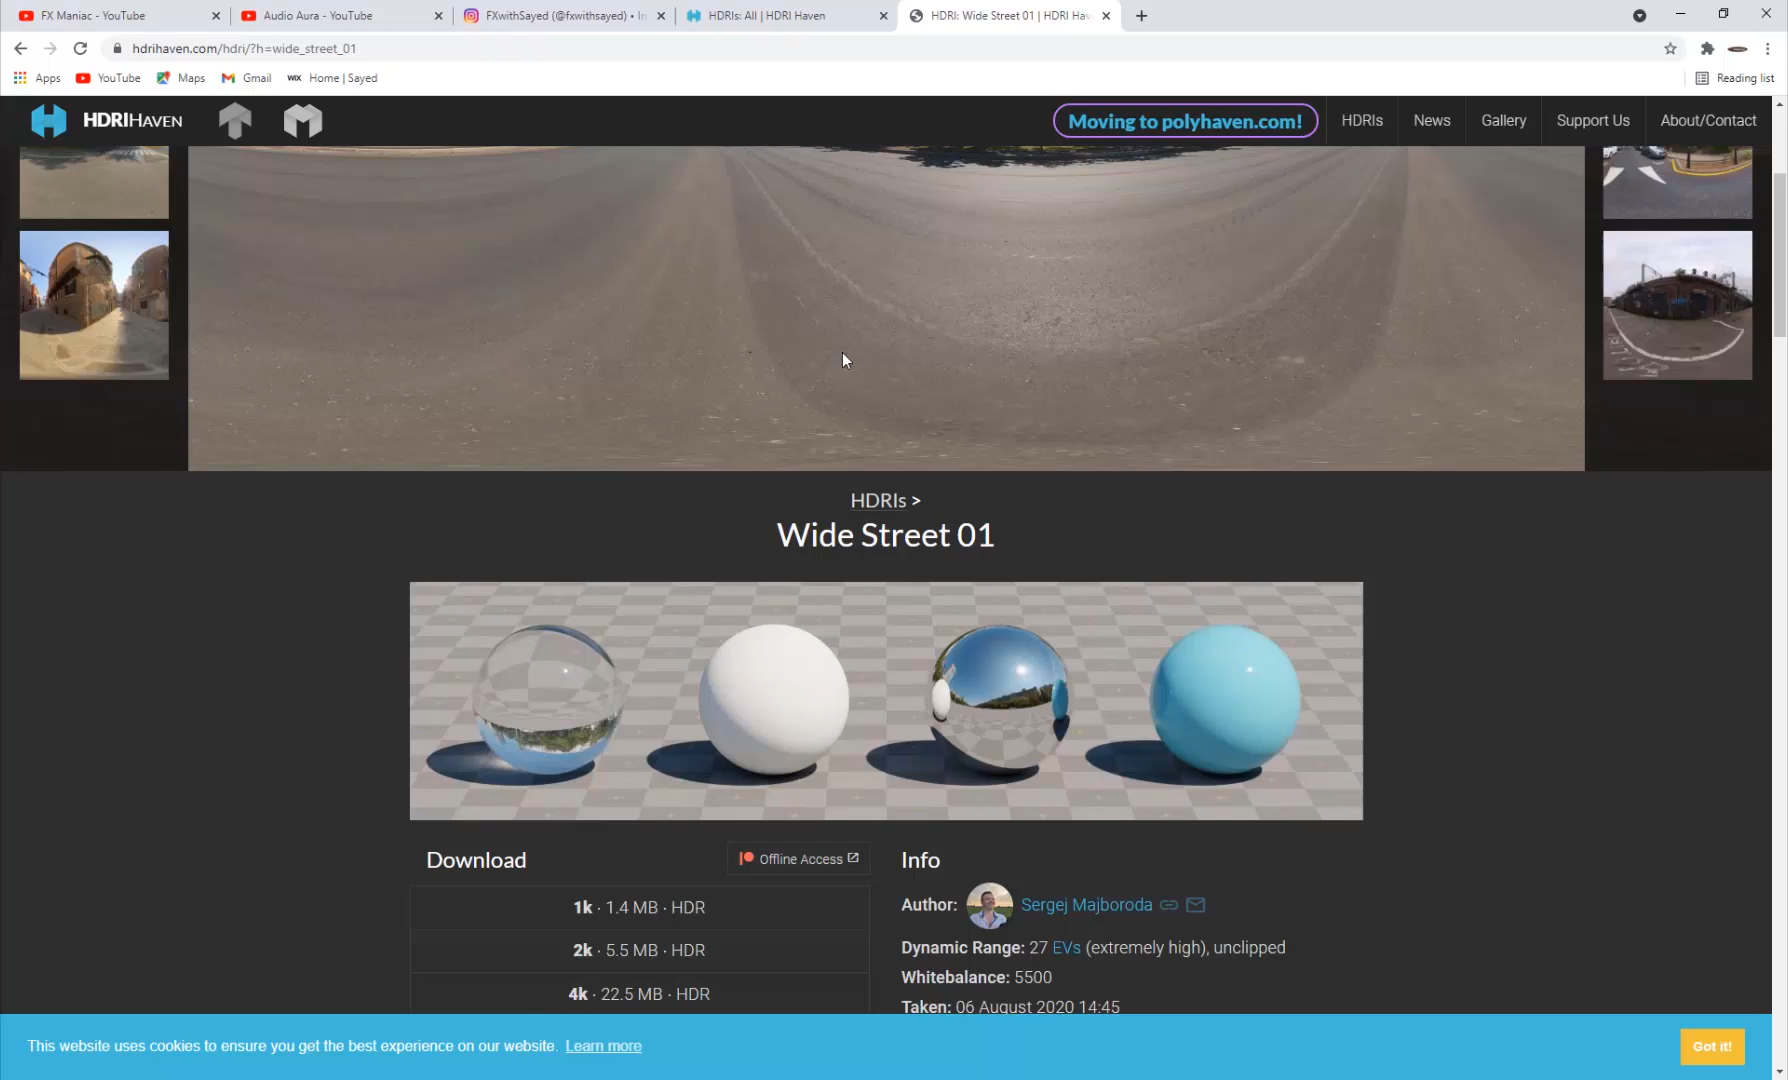 FX Maniac - YouTube
Audio Aura - YouTube
FXwithSayed (@fxwithsayed) • In
HDRIs: All | HDRI Haven
HDRI: Wide Street 01 | HDRI Hav
hdrihaven.com/hdri/?h=wide_street_01
Apps
YouTube
Maps
Gmail
WIX Home | Sayed
Reading list
HDRIHAVEN
Moving to polyhaven.com!
HDRIs
News
Gallery
Support Us
About/Contact
HDRIs >
Wide Street 01
Download
Offline Access
1k · 1.4 MB · HDR
2k · 5.5 MB · HDR
4k · 22.5 MB · HDR
Info
Author: Sergej Majboroda
Dynamic Range: 27 EVs (extremely high), unclipped
Whitebalance: 5500
Taken: 06 August 2020 14:45
This website uses cookies to ensure you get the best experience on our website. Learn more
Got it!